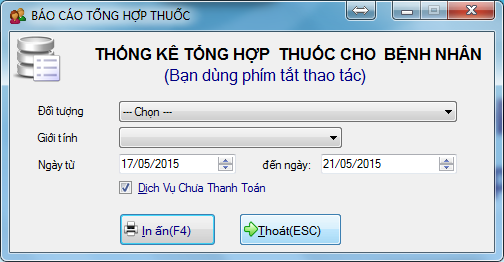 BÁO CÁO TỔNG HỢP THUỐC
THỐNG KÊ TỔNG HỢP THUỐC CHO BỆNH NHÂN
(Bạn dùng phím tắt thao tác)
Đối tượng --- Chọn ---
Giới tính
Ngày từ 17/05/2015 đến ngày: 21/05/2015
Dịch Vụ Chưa Thanh Toán
In ấn(F4) Thoát(ESC)